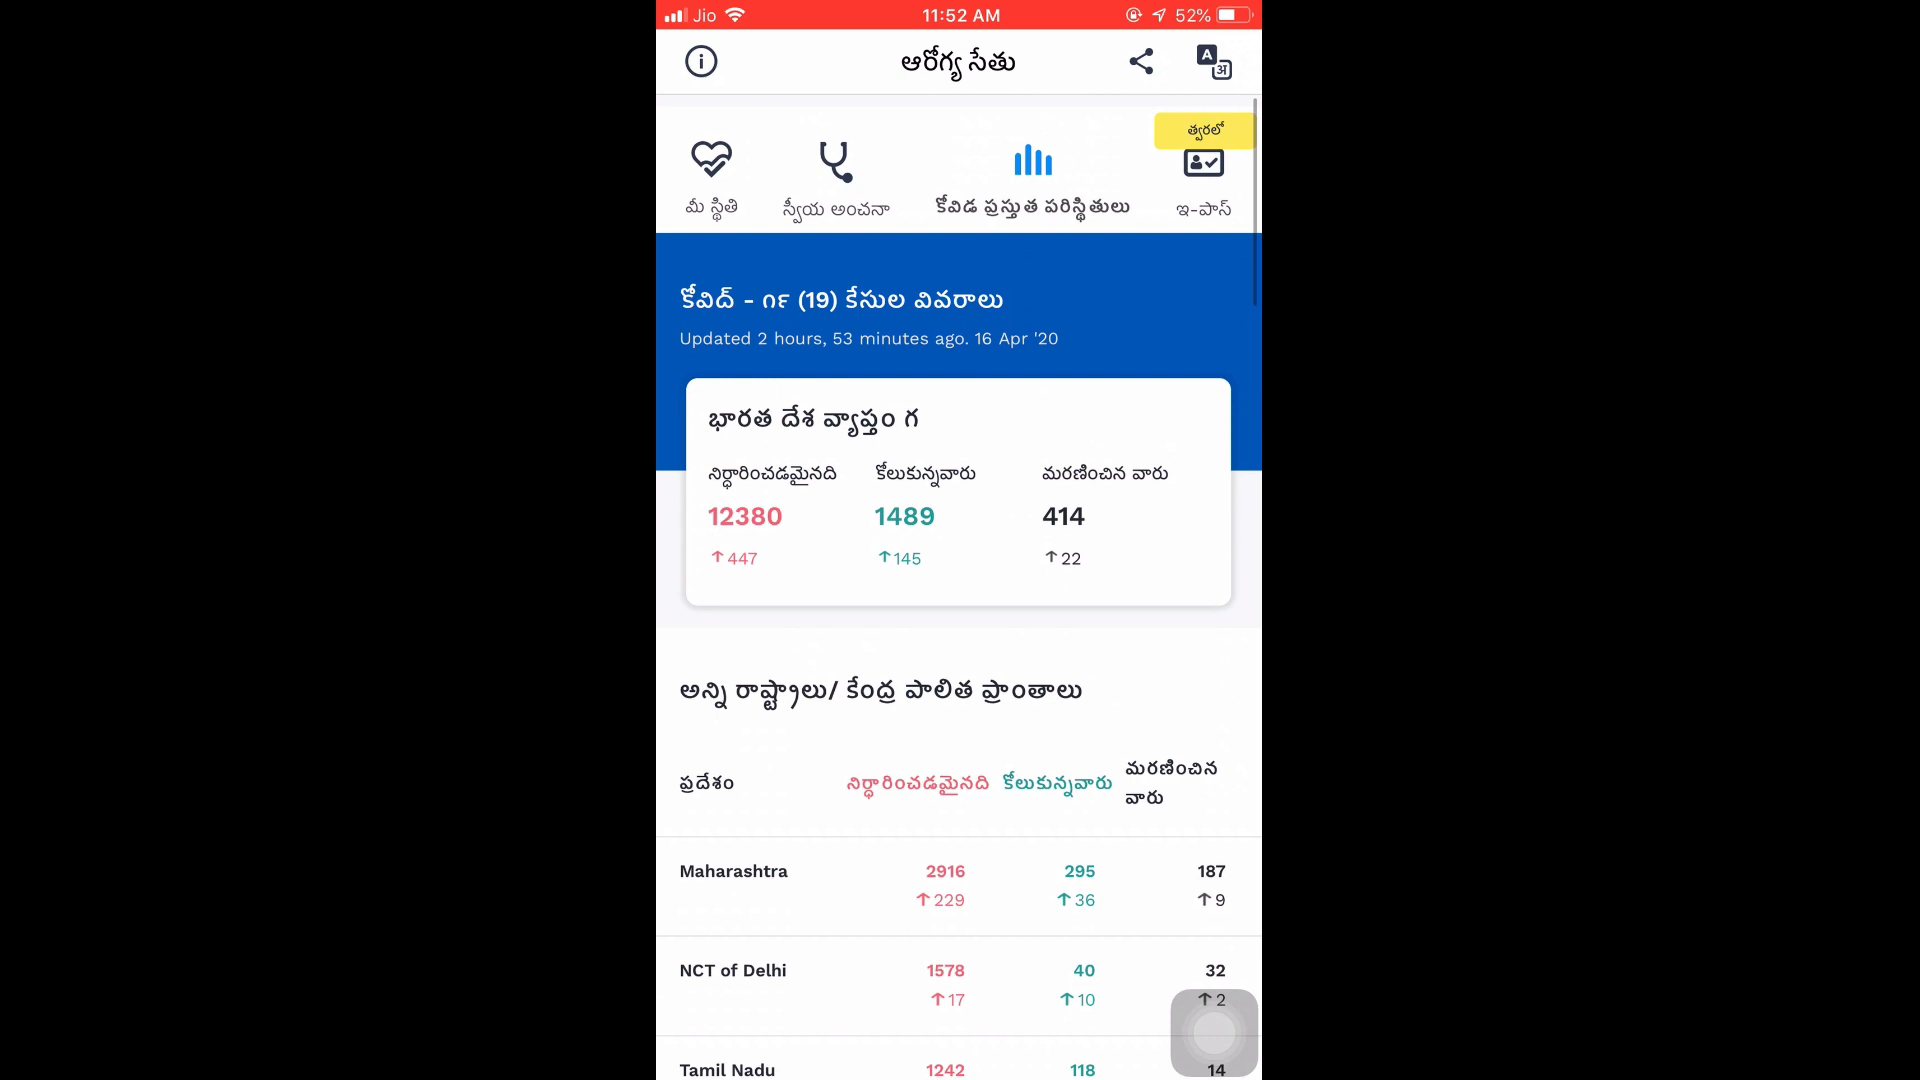 Jio 11:52 AM 52%
ఆరోగ్య సేతు
త్వరలో
మీ స్థితి స్వీయ అంచనా కోవిడ ప్రస్తుత పరిస్థితులు ఇ-పాస్
కోవిద్ - ౧౯ (19) కేసుల వివరాలు
Updated 2 hours, 53 minutes ago. 16 Apr '20
భారత దేశ వ్యాప్తం గ
నిర్ధారించడమైనది కోలుకున్నవారు మరణించిన వారు
12380 1489 414
↑447 ↑145 ↑22
అన్ని రాష్ట్రాలు/ కేంద్ర పాలిత ప్రాంతాలు
ప్రదేశం నిర్ధారించడమైనది కోలుకున్నవారు మరణించిన
వారు
Maharashtra 2916 295 187
↑229 ↑36 ↑9
NCT of Delhi 1578 40 32
↑17 ↑10 ↑2
Tamil Nadu 1242 118 14